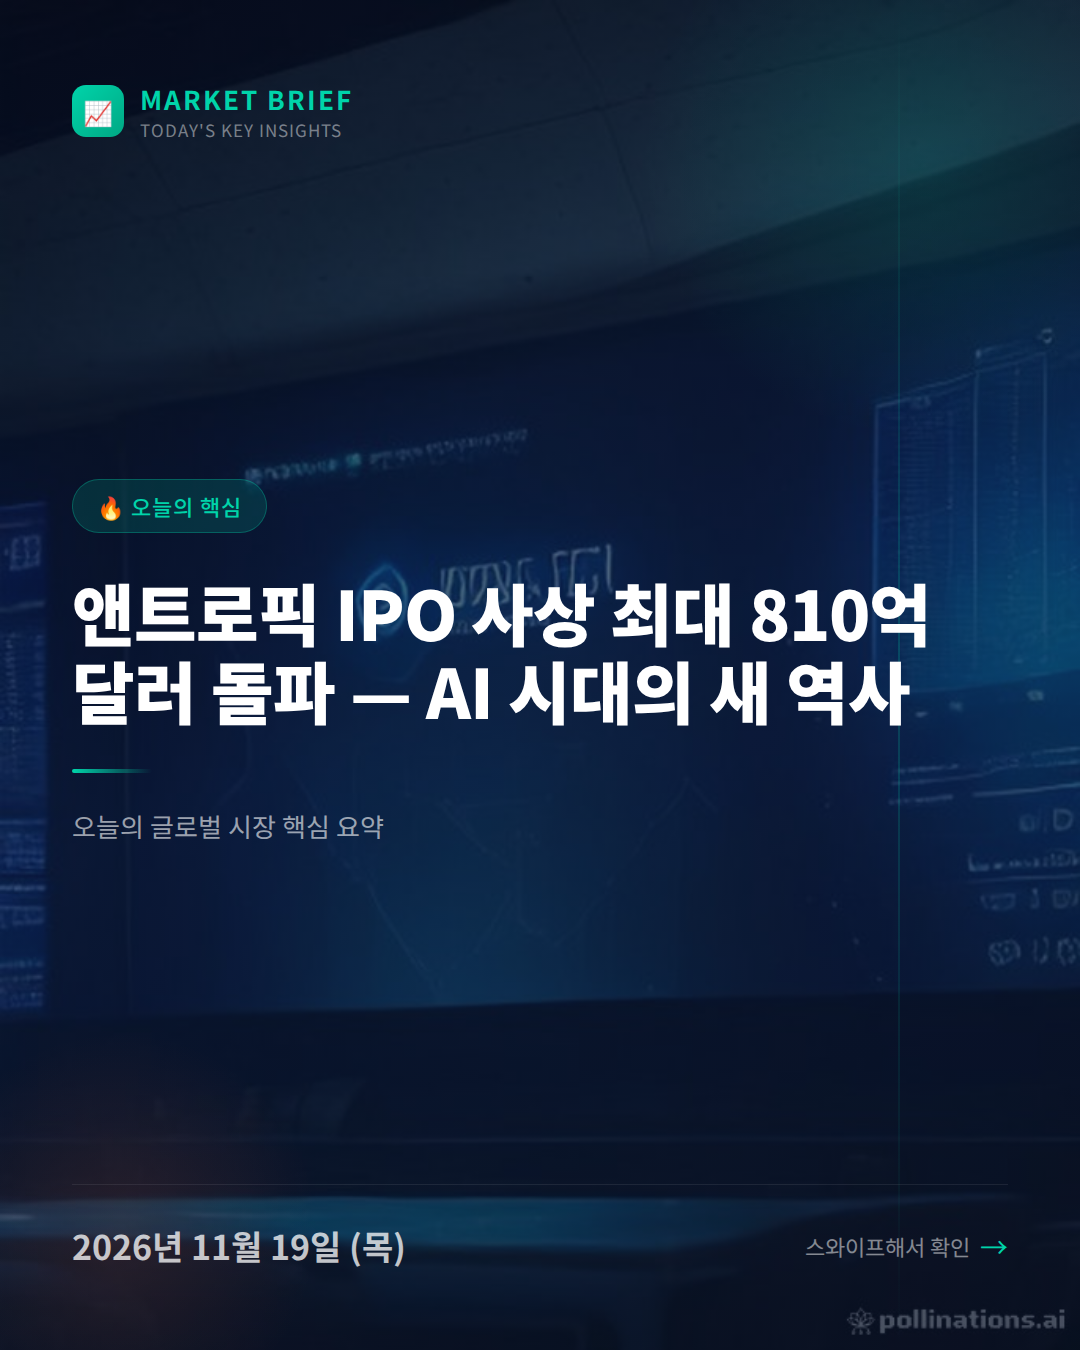 MARKET BRIEF
TODAY'S KEY INSIGHTS
🔥 오늘의 핵심
앤트로픽 IPO 사상 최대 810억
달러 돌파 — AI 시대의 새 역사
오늘의 글로벌 시장 핵심 요약
2026년 11월 19일 (목)
스와이프해서 확인 →
pollinations.ai